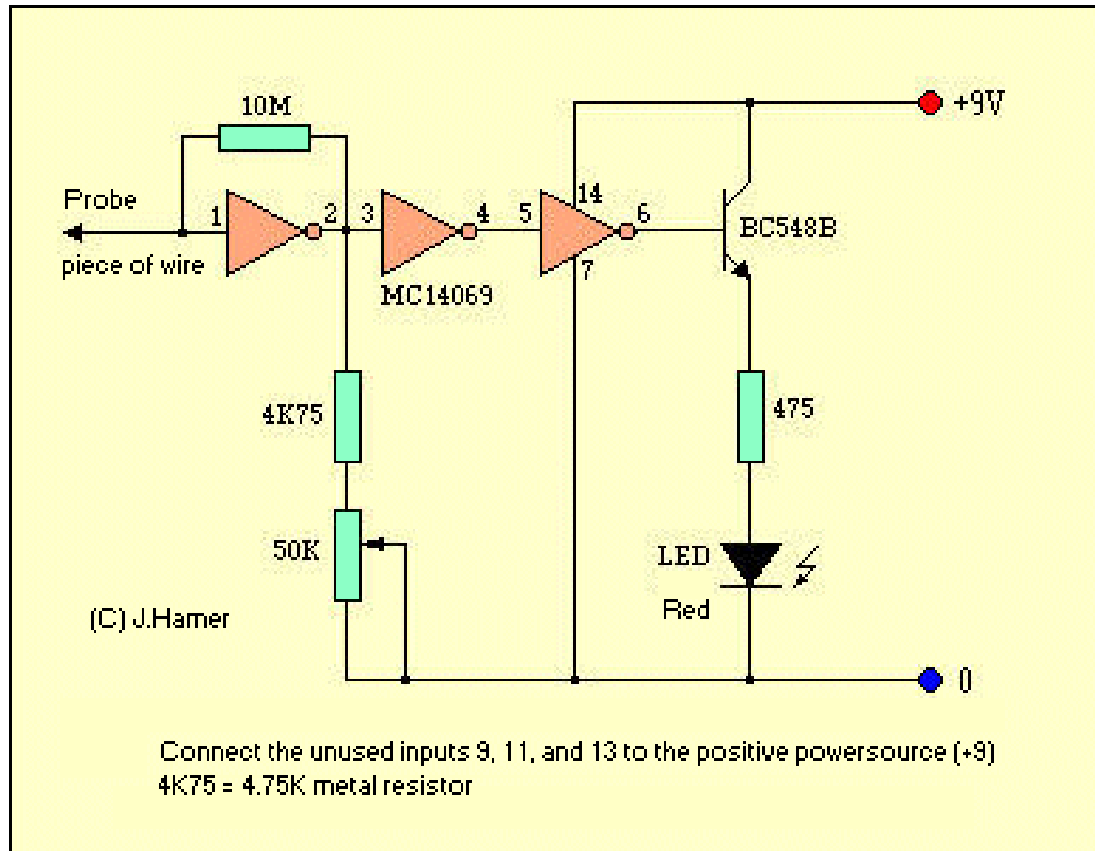 10M
+9V
Probe
1
2
3
4
5
14
6
BC548B
piece of wire
7
MC14069
4K75
475
50K
LED
(C) J.Hamer
Red
0
Connect the unused inputs 9, 11, and 13 to the positive powersource (+9)
4K75 = 4.75K metal resistor